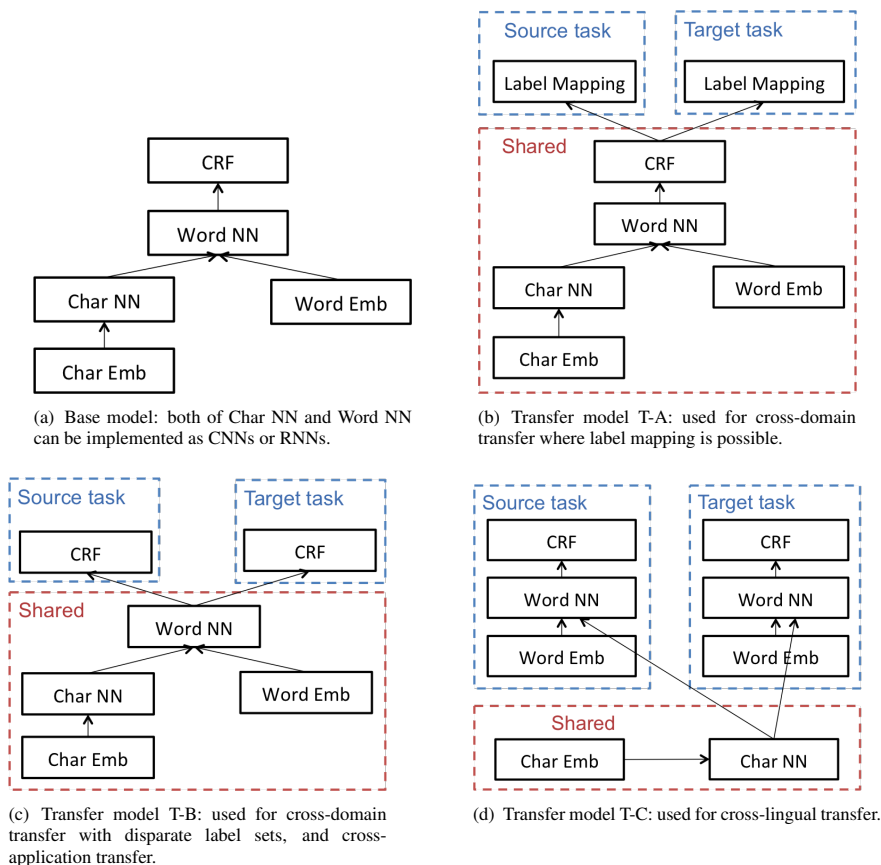 CRF
Word NN
Char NN
Word Emb
Char Emb
(a) Base model: both of Char NN and Word NN
can be implemented as CNNs or RNNs.
Source task
Target task
Label Mapping
Label Mapping
Shared
CRF
Word NN
Char NN
Word Emb
Char Emb
(b) Transfer model T-A: used for cross-domain
transfer where label mapping is possible.
Source task
Target task
CRF
CRF
Shared
Word NN
Char NN
Word Emb
Char Emb
(c) Transfer model T-B: used for cross-domain
transfer with disparate label sets, and cross-
application transfer.
Source task
Target task
CRF
CRF
Word NN
Word NN
Word Emb
Word Emb
Shared
Char Emb
Char NN
(d) Transfer model T-C: used for cross-lingual transfer.